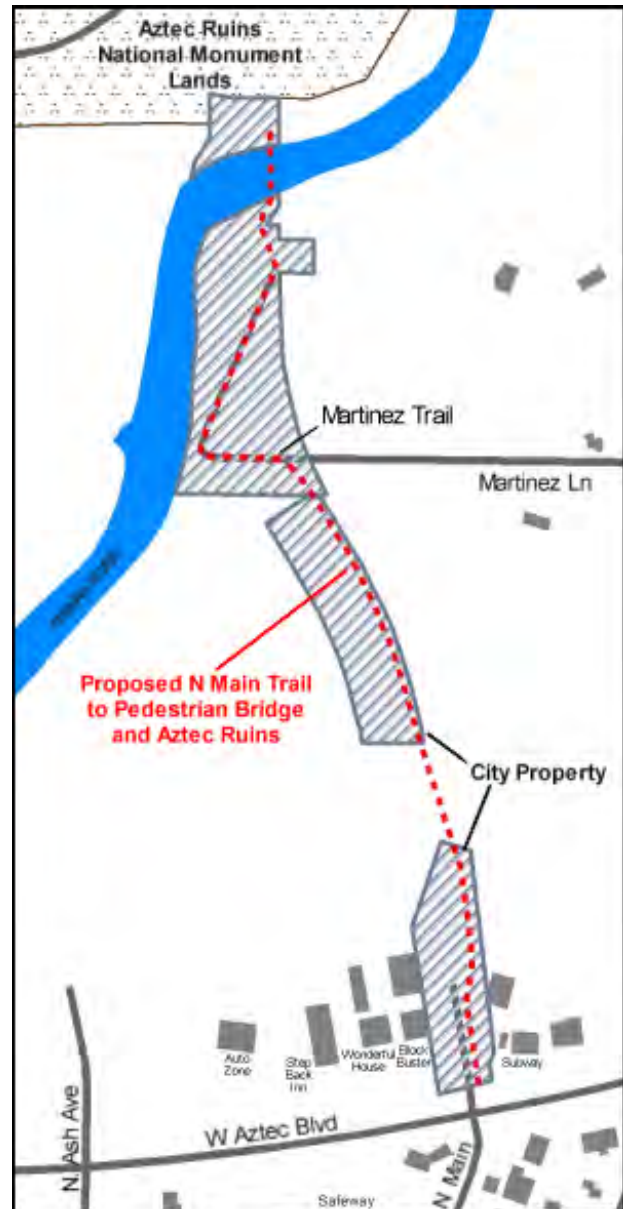 Aztec Ruins
National Monument
Lands
Martinez Trail
Martinez Ln
Proposed N Main Trail
to Pedestrian Bridge
and Aztec Ruins
City Property
Auto
Zone
Step
Back
Inn
Wonderful
House
Block
Buster
Subway
N. Ash Ave
W Aztec Blvd
N Main
Safeway